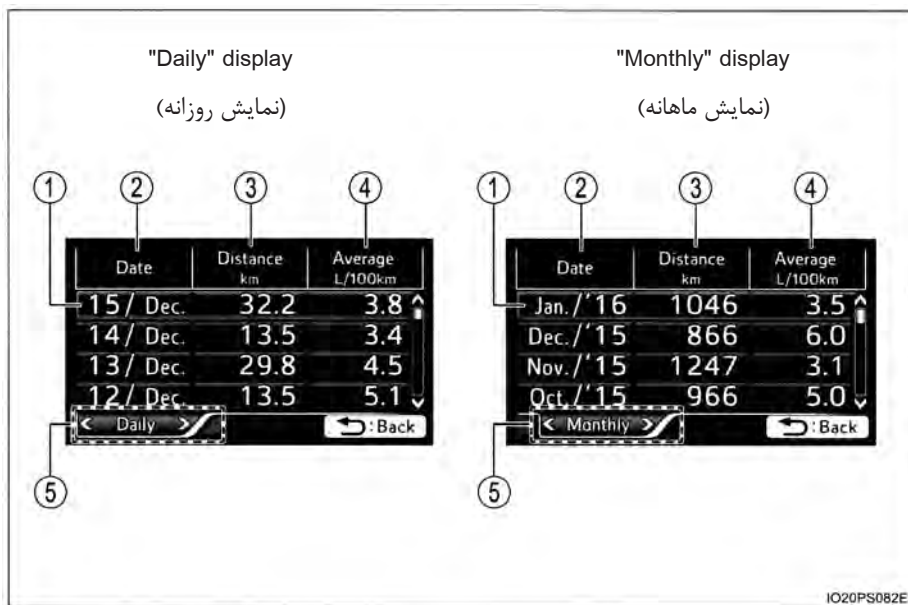 "Daily" display
(نمایش روزانه)
① ② ③ ④
Date Distance km Average L/100km
15/ Dec. 32.2 3.8
14/ Dec. 13.5 3.4
13/ Dec. 29.8 4.5
12/ Dec. 13.5 5.1
⑤ < Daily > : Back
"Monthly" display
(نمایش ماهانه)
① ② ③ ④
Date Distance km Average L/100km
Jan./'16 1046 3.5
Dec./'15 866 6.0
Nov./'15 1247 3.1
Oct./'15 966 5.0
⑤ < Monthly > : Back
IO20PS082E